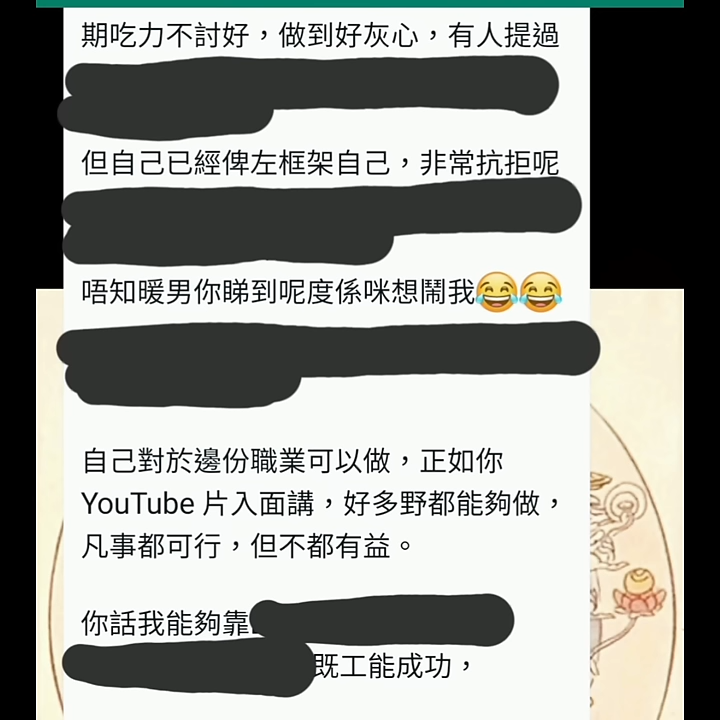 期吃力不討好，做到好灰心，有人提過
但自己已經俾左框架自己，非常抗拒呢
唔知暖男你睇到呢度係咪想鬧我😂😂
自己對於邊份職業可以做，正如你
YouTube 片入面講，好多野都能夠做，
凡事都可行，但不都有益。
你話我能夠靠
既工能成功，